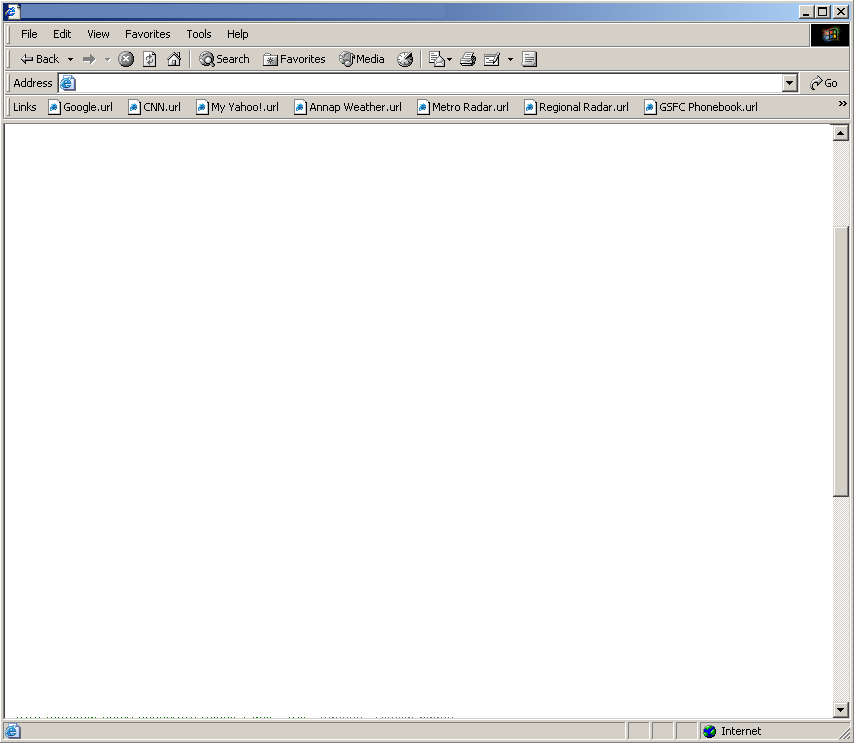 File Edit View Favorites Tools Help
Back Search Favorites Media
Address Go
Links Google.url CNN.url My Yahoo!.url Annap Weather.url Metro Radar.url Regional Radar.url GSFC Phonebook.url »
Internet